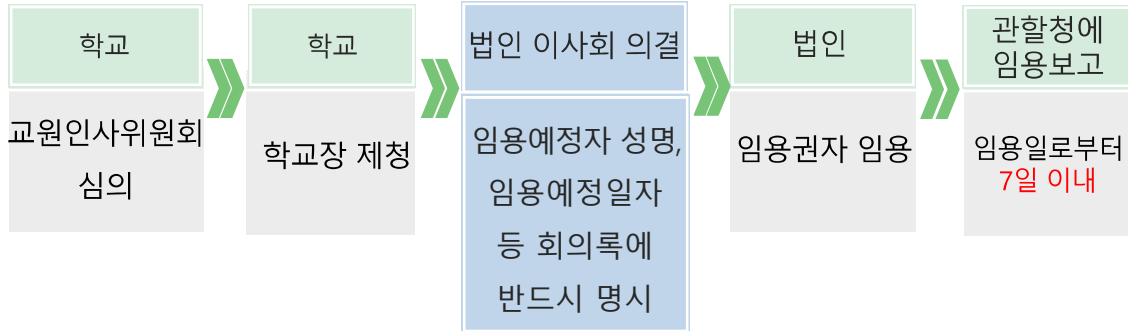 학교
교원인사위원회
심의
학교
학교장 제청
법인 이사회 의결
임용예정자 성명,
임용예정일자
등 회의록에
반드시 명시
법인
임용권자 임용
관할청에
임용보고
임용일로부터
7일 이내